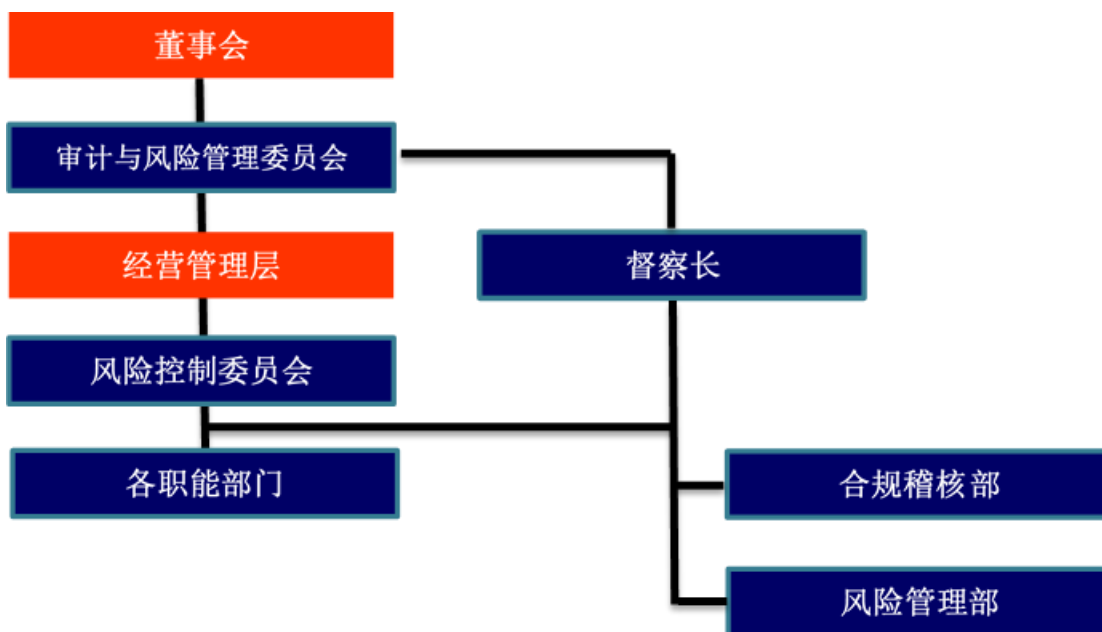 董事会
审计与风险管理委员会
经营管理层
督察长
风险控制委员会
各职能部门
合规稽核部
风险管理部